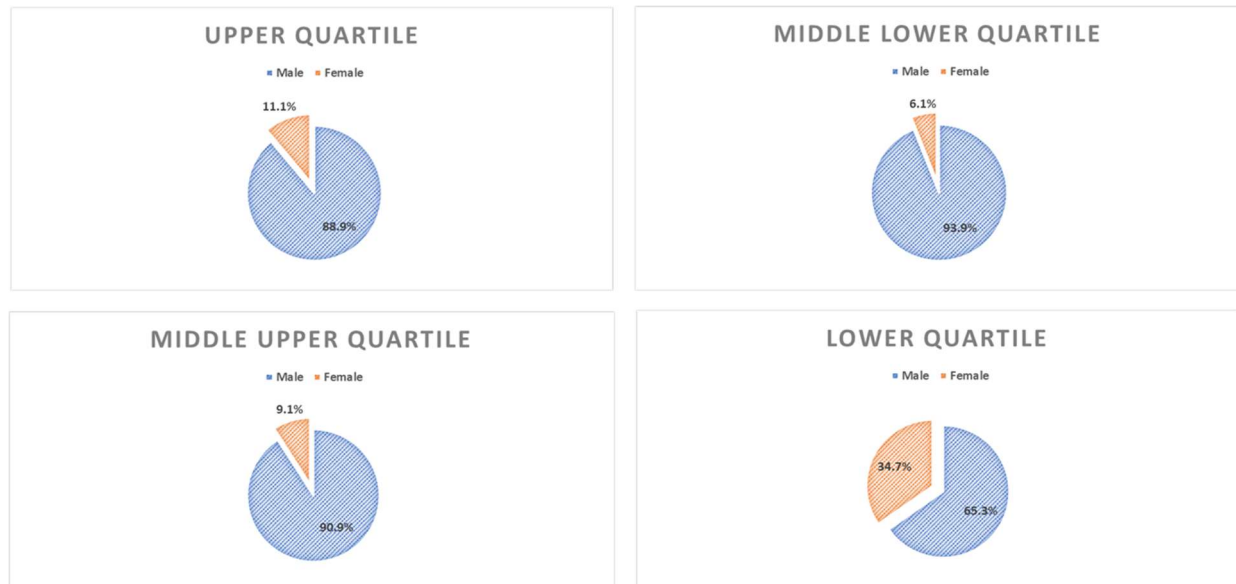 UPPER QUARTILE
Male Female
11.1%
88.9%
MIDDLE LOWER QUARTILE
Male Female
6.1%
93.9%
MIDDLE UPPER QUARTILE
Male Female
9.1%
90.9%
LOWER QUARTILE
Male Female
34.7%
65.3%